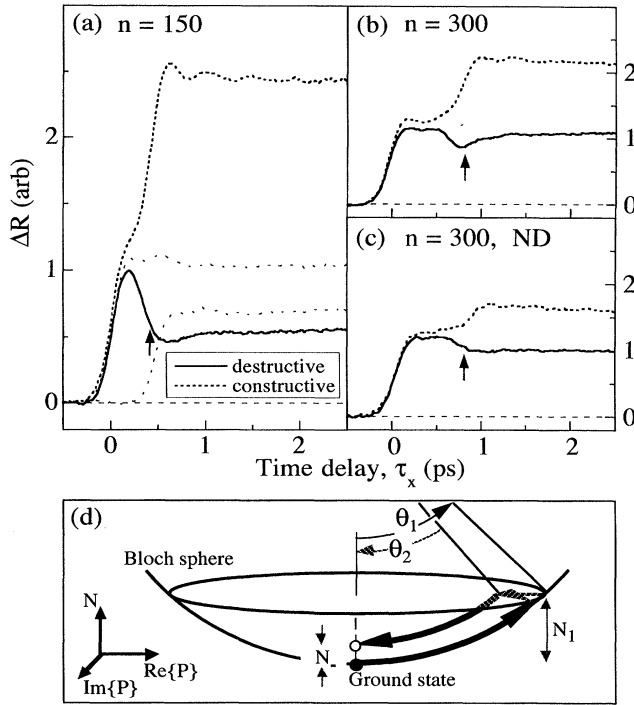 (a) n = 150
(b) n = 300
(c) n = 300, ND
2
1
0
2
1
0
2
1
0
ΔR (arb)
destructive
constructive
0 1 2
0 1 2
Time delay, τx (ps)
(d)
θ1
θ2
Bloch sphere
N
Re{P}
Im{P}
N-
N1
Ground state